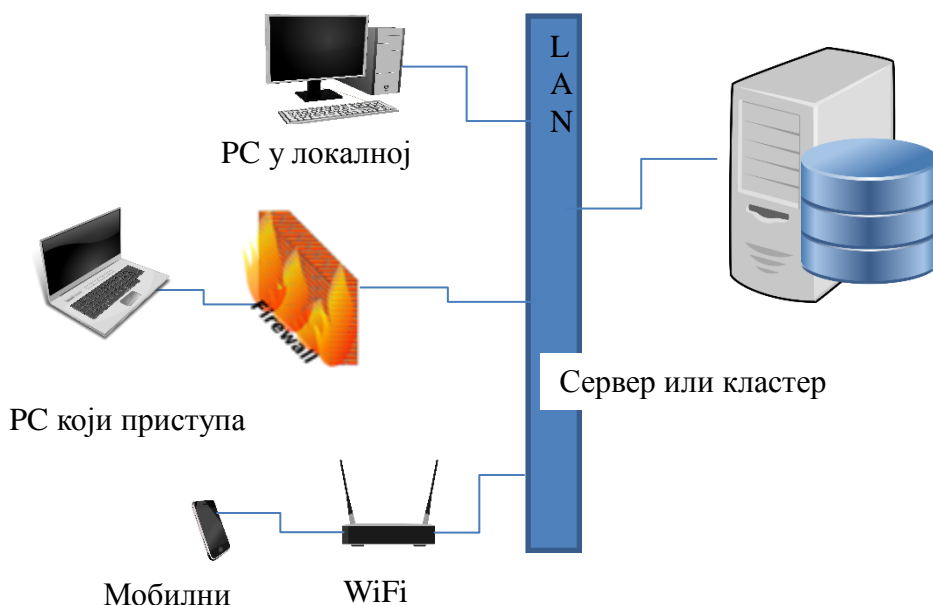 L
A
N
PC у локалној
Firewall
Сервер или кластер
PC који приступа
Мобилни
WiFi